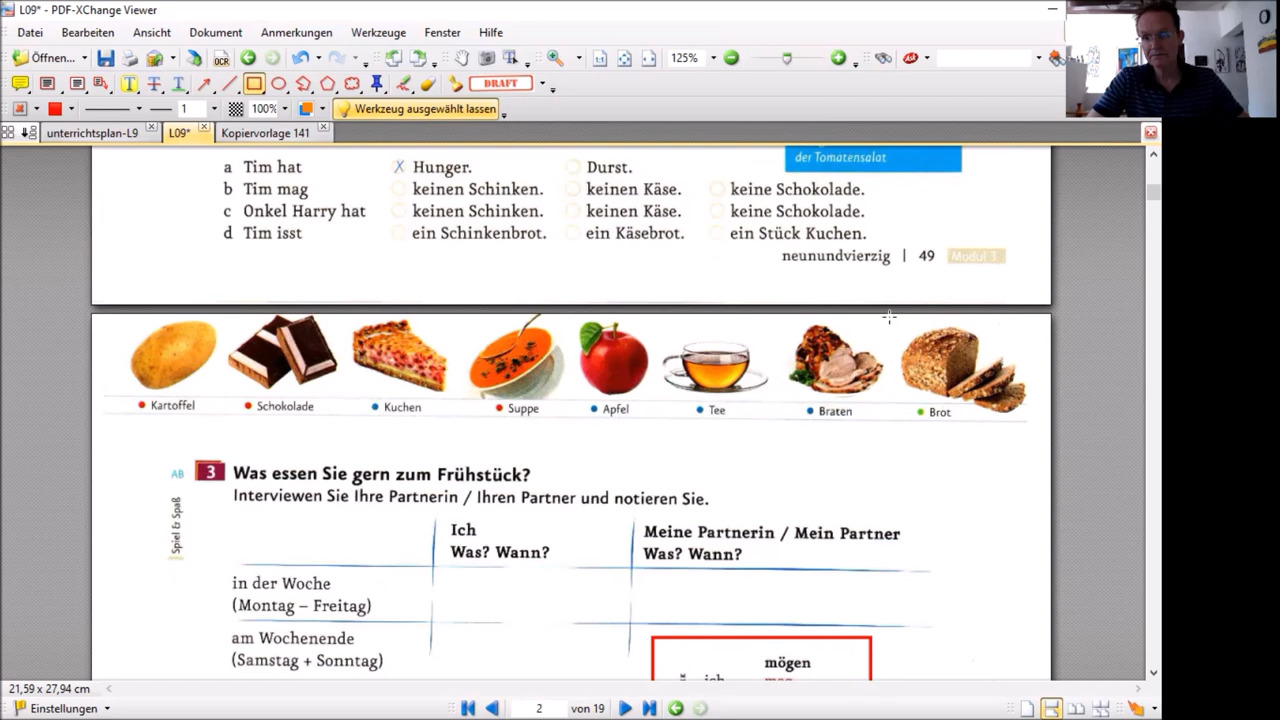 L09* - PDF-XChange Viewer
Datei Bearbeiten Ansicht Dokument Anmerkungen Werkzeuge Fenster Hilfe
Öffnen... OCR 125%
DRAFT
1 100% Werkzeug ausgewählt lassen
unterrichtsplan-L9 L09* Kopiervorlage 141
der Tomatensalat
a Tim hat X Hunger. Durst.
b Tim mag keinen Schinken. keinen Käse. keine Schokolade.
c Onkel Harry hat keinen Schinken. keinen Käse. keine Schokolade.
d Tim isst ein Schinkenbrot. ein Käsebrot. ein Stück Kuchen.
neunundvierzig | 49 Modul 3
Kartoffel Schokolade Kuchen Suppe Apfel Tee Braten Brot
AB 3 Was essen Sie gern zum Frühstück?
Interviewen Sie Ihre Partnerin / Ihren Partner und notieren Sie.
Spiel & Spaß
Ich Meine Partnerin / Mein Partner
Was? Wann? Was? Wann?
in der Woche
(Montag – Freitag)
am Wochenende
(Samstag + Sonntag)
mögen
21,59 x 27,94 cm
Einstellungen 2 von 19